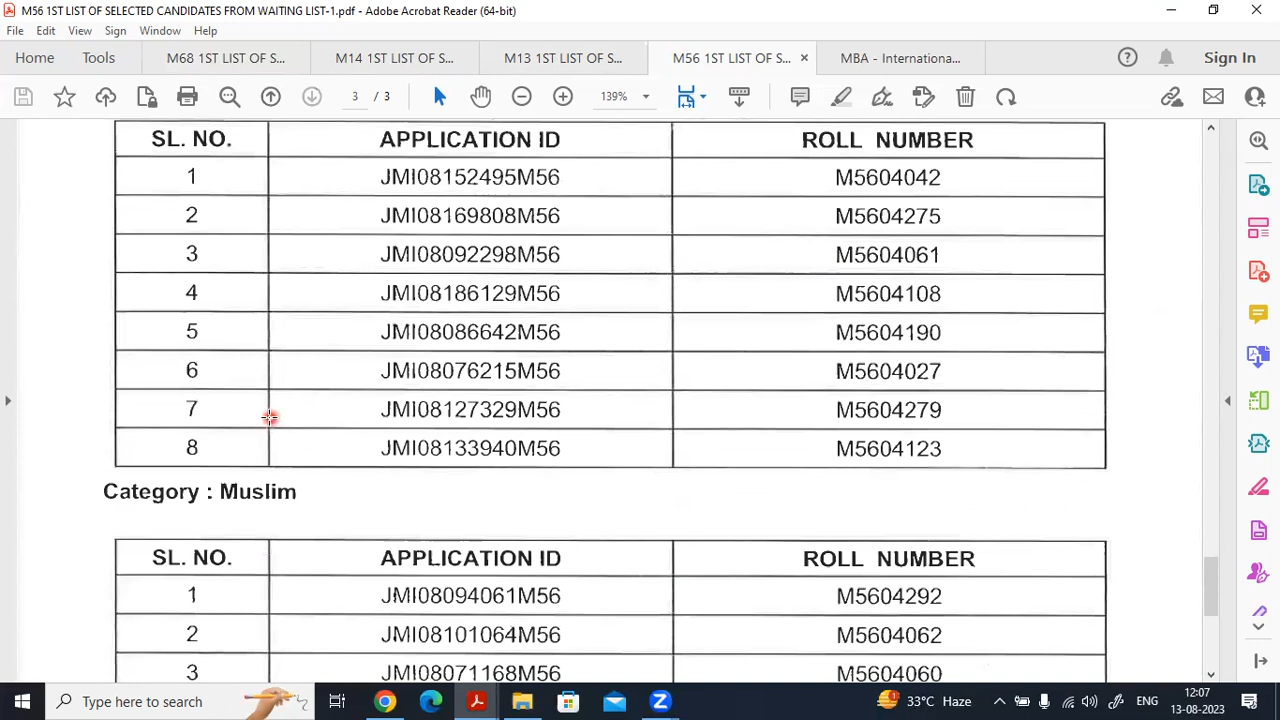 M56 1ST LIST OF SELECTED CANDIDATES FROM WAITING LIST-1.pdf - Adobe Acrobat Reader (64-bit)
File Edit View Sign Window Help
Home Tools M68 1ST LIST OF S... M14 1ST LIST OF S... M13 1ST LIST OF S... M56 1ST LIST OF S... MBA - Internationa... Sign In
3 / 3 139%
SL. NO. APPLICATION ID ROLL NUMBER
1 JMI08152495M56 M5604042
2 JMI08169808M56 M5604275
3 JMI08092298M56 M5604061
4 JMI08186129M56 M5604108
5 JMI08086642M56 M5604190
6 JMI08076215M56 M5604027
7 JMI08127329M56 M5604279
8 JMI08133940M56 M5604123
Category : Muslim
SL. NO. APPLICATION ID ROLL NUMBER
1 JMI08094061M56 M5604292
2 JMI08101064M56 M5604062
3 JMI08071168M56 M5604060
Type here to search 1 33°C Haze ENG 12:07
13-08-2023